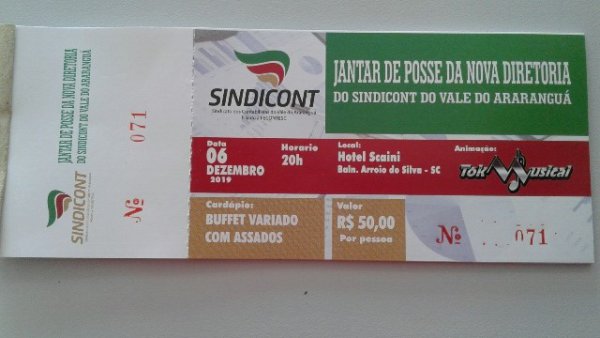 JANTAR DE POSSE DA NOVA DIRETORIA
DO SINDICONT DO VALE DO ARARANGUÁ
SINDICONT
Nº 071
SINDICONT
JANTAR DE POSSE DA NOVA DIRETORIA
DO SINDICONT DO VALE DO ARARANGUÁ
Data
06
DEZEMBRO
2019
Horario
20h
Local:
Hotel Scaini
Baln. Arroio do Silva - SC
Animação:
Tok Musical
Cardápio:
BUFFET VARIADO
COM ASSADOS
Valor
R$ 50,00
Por pessoa
Nº 071